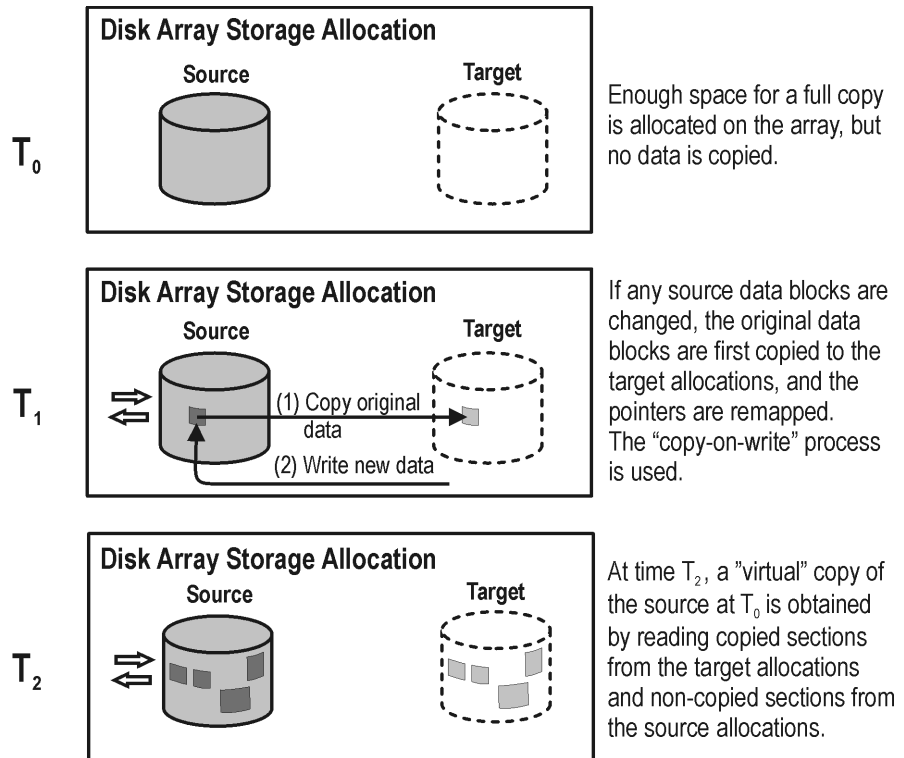 Disk Array Storage Allocation
Source
Target
T₀
Enough space for a full copy
is allocated on the array, but
no data is copied.
Disk Array Storage Allocation
Source
Target
T₁
(1) Copy original
data
(2) Write new data
If any source data blocks are
changed, the original data
blocks are first copied to the
target allocations, and the
pointers are remapped.
The “copy-on-write” process
is used.
Disk Array Storage Allocation
Source
Target
T₂
At time T₂, a ”virtual” copy of
the source at T₀ is obtained
by reading copied sections
from the target allocations
and non-copied sections from
the source allocations.